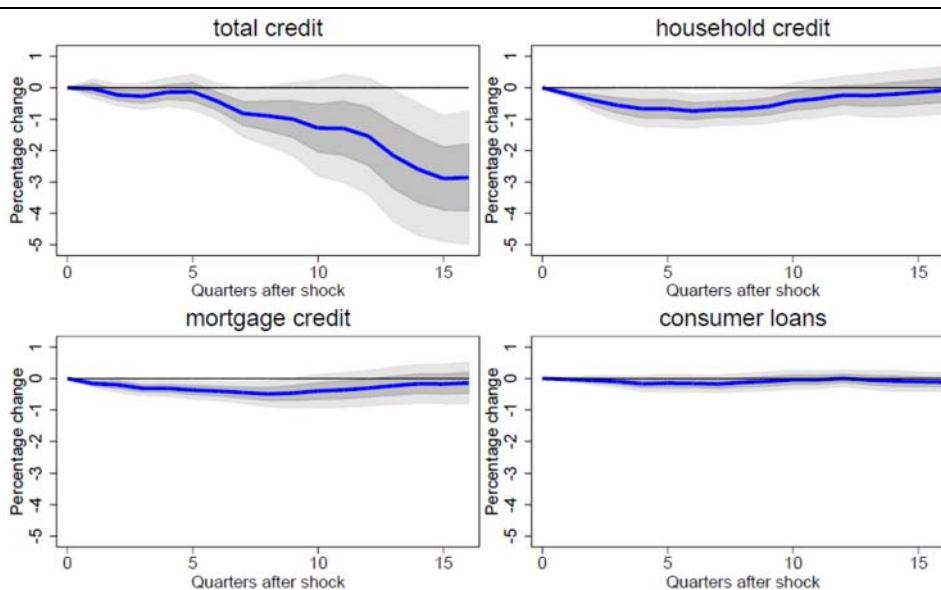 total credit
Percentage change
1
0
-1
-2
-3
-4
-5
0 5 10 15
Quarters after shock
household credit
Percentage change
1
0
-1
-2
-3
-4
-5
0 5 10 15
Quarters after shock
mortgage credit
Percentage change
1
0
-1
-2
-3
-4
-5
0 5 10 15
Quarters after shock
consumer loans
Percentage change
1
0
-1
-2
-3
-4
-5
0 5 10 15
Quarters after shock